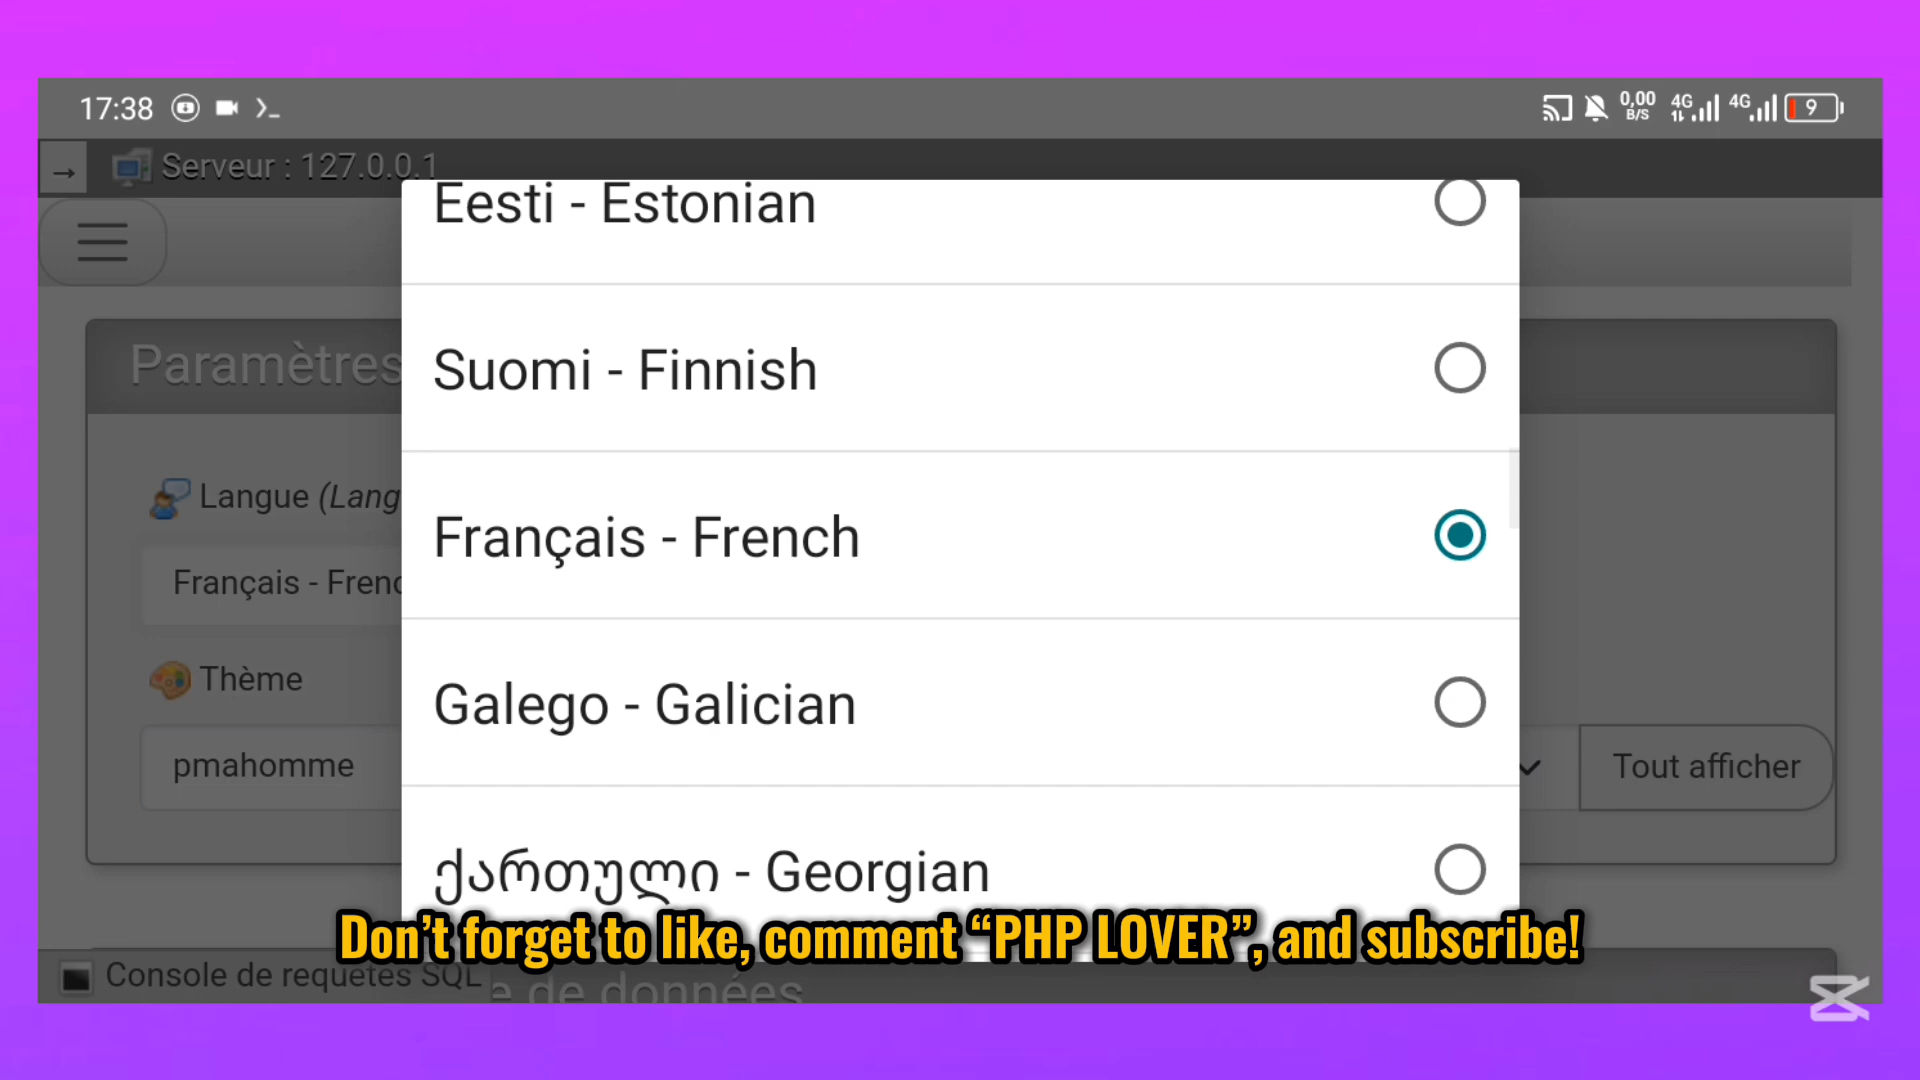 17:38
0,00 B/S 4G 4G 9
→ Serveur : 127.0.0.1
Eesti - Estonian
Suomi - Finnish
Paramètres
Langue (Lang
Français - French
Français - Frenc
Thème
Galego - Galician
pmahomme
Tout afficher
ქართული - Georgian
Don't forget to like, comment “PHP LOVER”, and subscribe!
Console de requêtes SQL
e de données